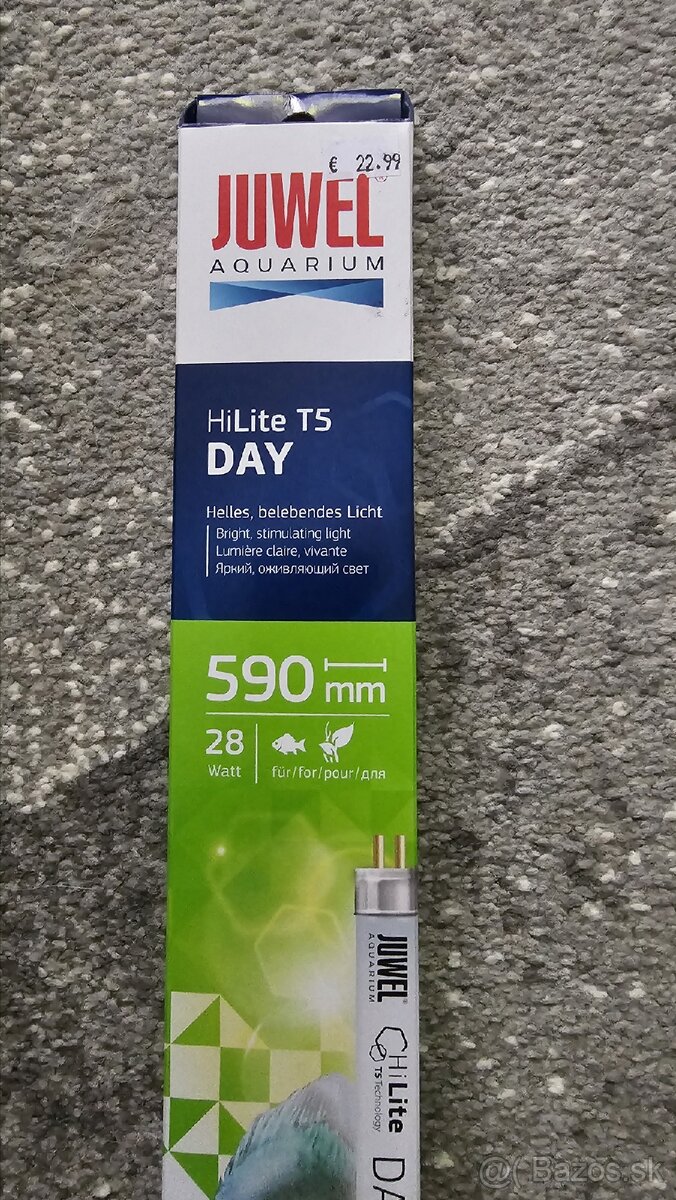 € 22.99
JUWEL®
AQUARIUM
HiLite T5
DAY
Helles, belebendes Licht
Bright, stimulating light
Lumière claire, vivante
Яркий, оживляющий свет
590 mm
28
Watt
für/for/pour/для
JUWEL®
AQUARIUM
HiLite
T5 Technology
DA
@( Bazos.sk